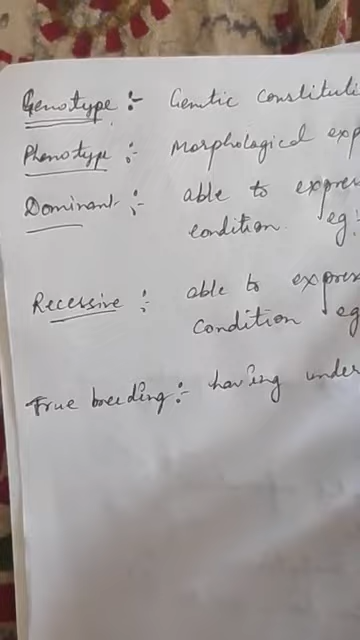 Genotype :- Genetic constituti
Phenotype :- Morphological exp
Dominant :- able to expres
condition. eg:
Recessive :- able to expres
Condition eg
True breeding :- having under